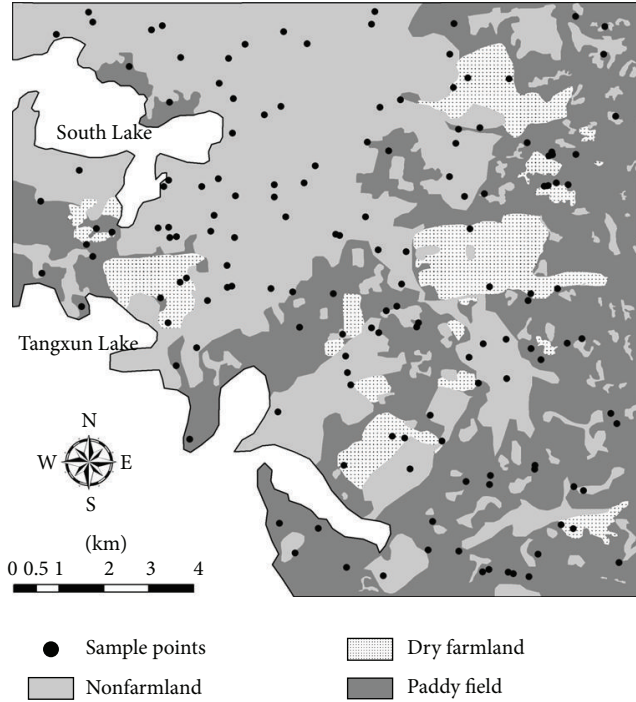 South Lake
Tangxun Lake
N
W E
S
(km)
0 0.5 1 2 3 4
Sample points
Dry farmland
Nonfarmland
Paddy field